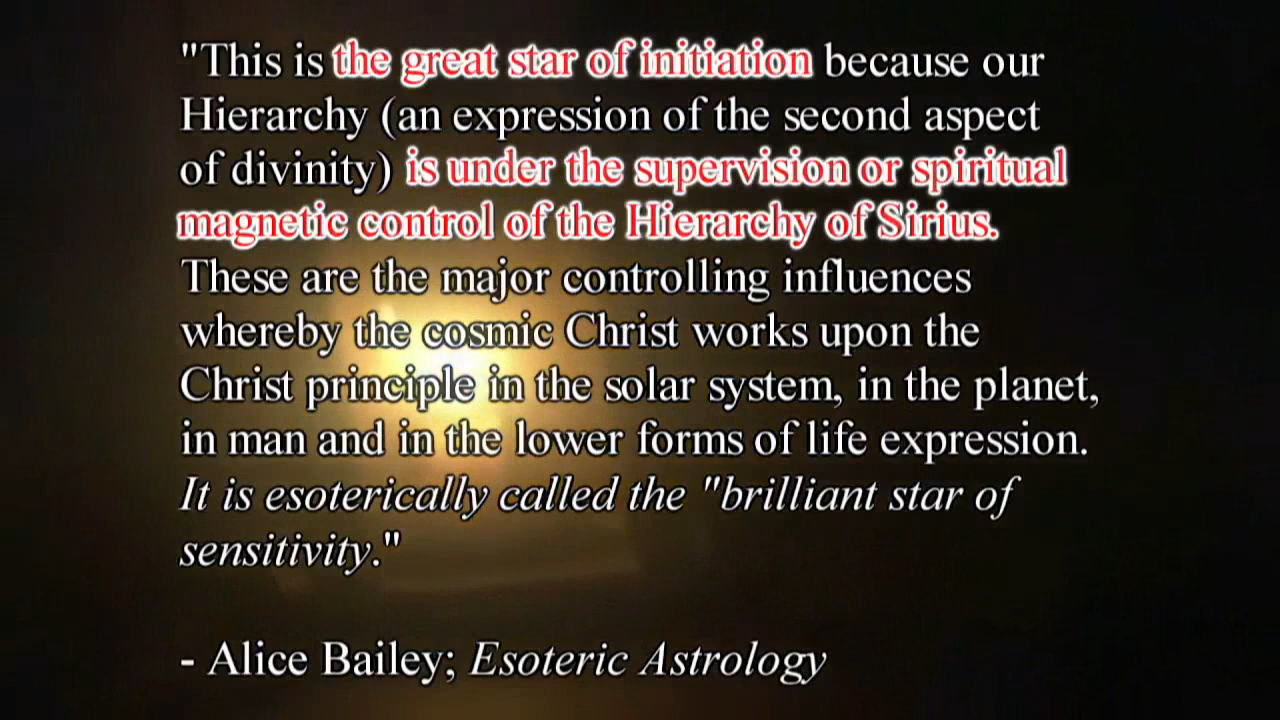 "This is the great star of initiation because our
Hierarchy (an expression of the second aspect
of divinity) is under the supervision or spiritual
magnetic control of the Hierarchy of Sirius.
These are the major controlling influences
whereby the cosmic Christ works upon the
Christ principle in the solar system, in the planet,
in man and in the lower forms of life expression.
It is esoterically called the "brilliant star of
sensitivity."
- Alice Bailey; Esoteric Astrology